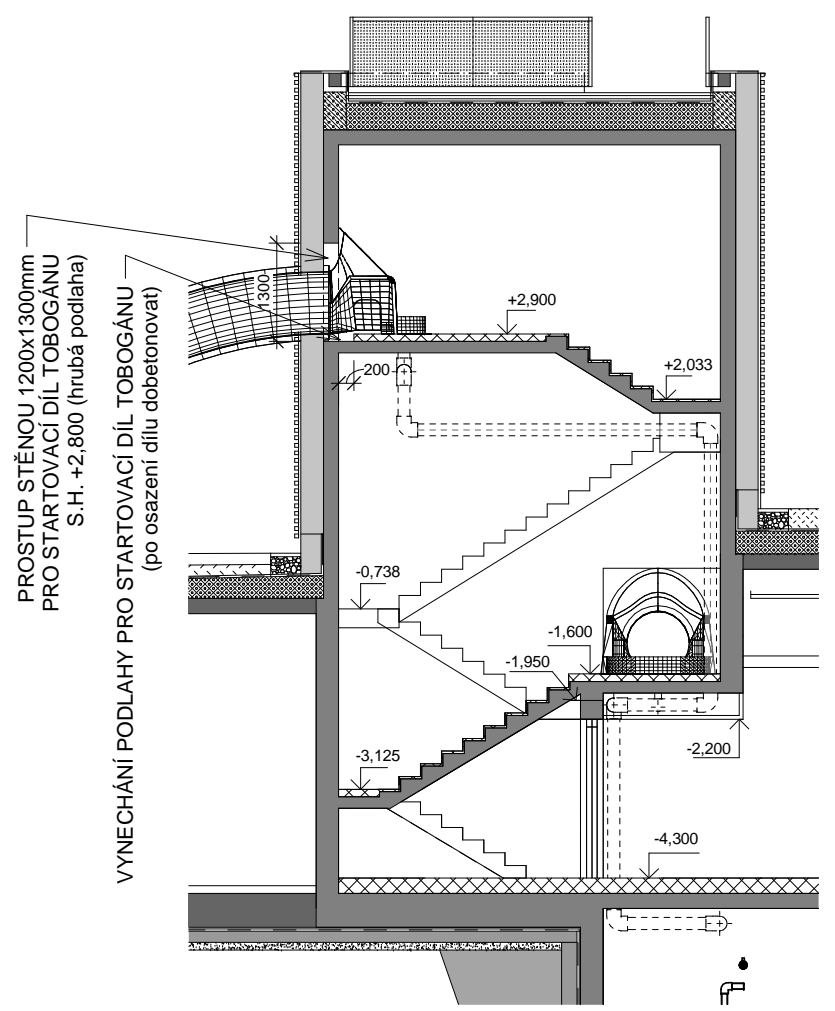 PROSTUP STĚNOU 1200x1300mm
PRO STARTOVACÍ DÍL TOBOGÁNU
S.H. +2,800 (hrubá podlaha)
VYNECHÁNÍ PODLAHY PRO STARTOVACÍ DÍL TOBOGÁNU
(po osazení dílu dobetonovat)
1300
+2,900
200
+2,033
-0,738
-1,600
-1,950
-2,200
-3,125
-4,300